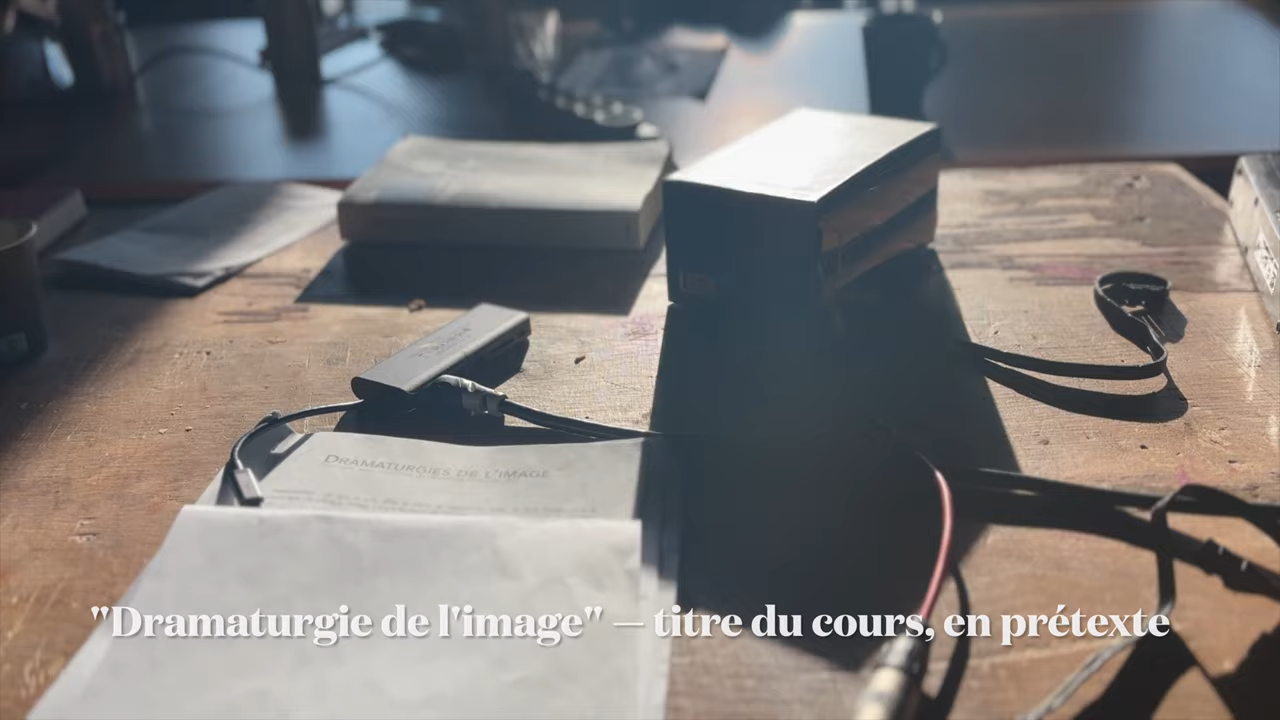 DRAMATURGIES DE L'IMAGE
"Dramaturgie de l'image" — titre du cours, en prétexte